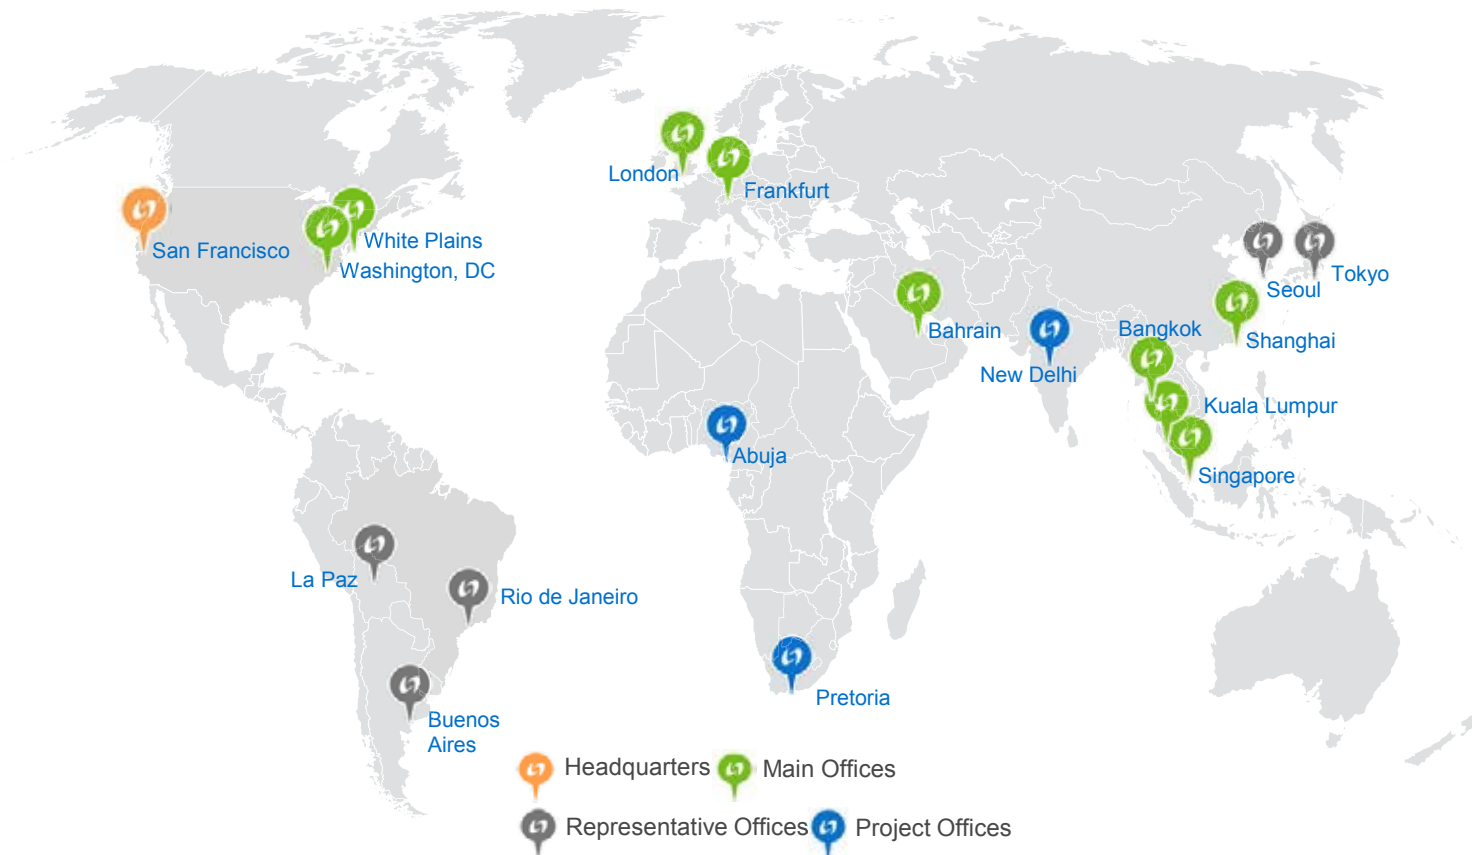 London
Frankfurt
San Francisco
White Plains
Washington, DC
Seoul
Tokyo
Bahrain
New Delhi
Bangkok
Shanghai
Kuala Lumpur
Singapore
Abuja
La Paz
Rio de Janeiro
Pretoria
Buenos
Aires
Headquarters
Main Offices
Representative Offices
Project Offices